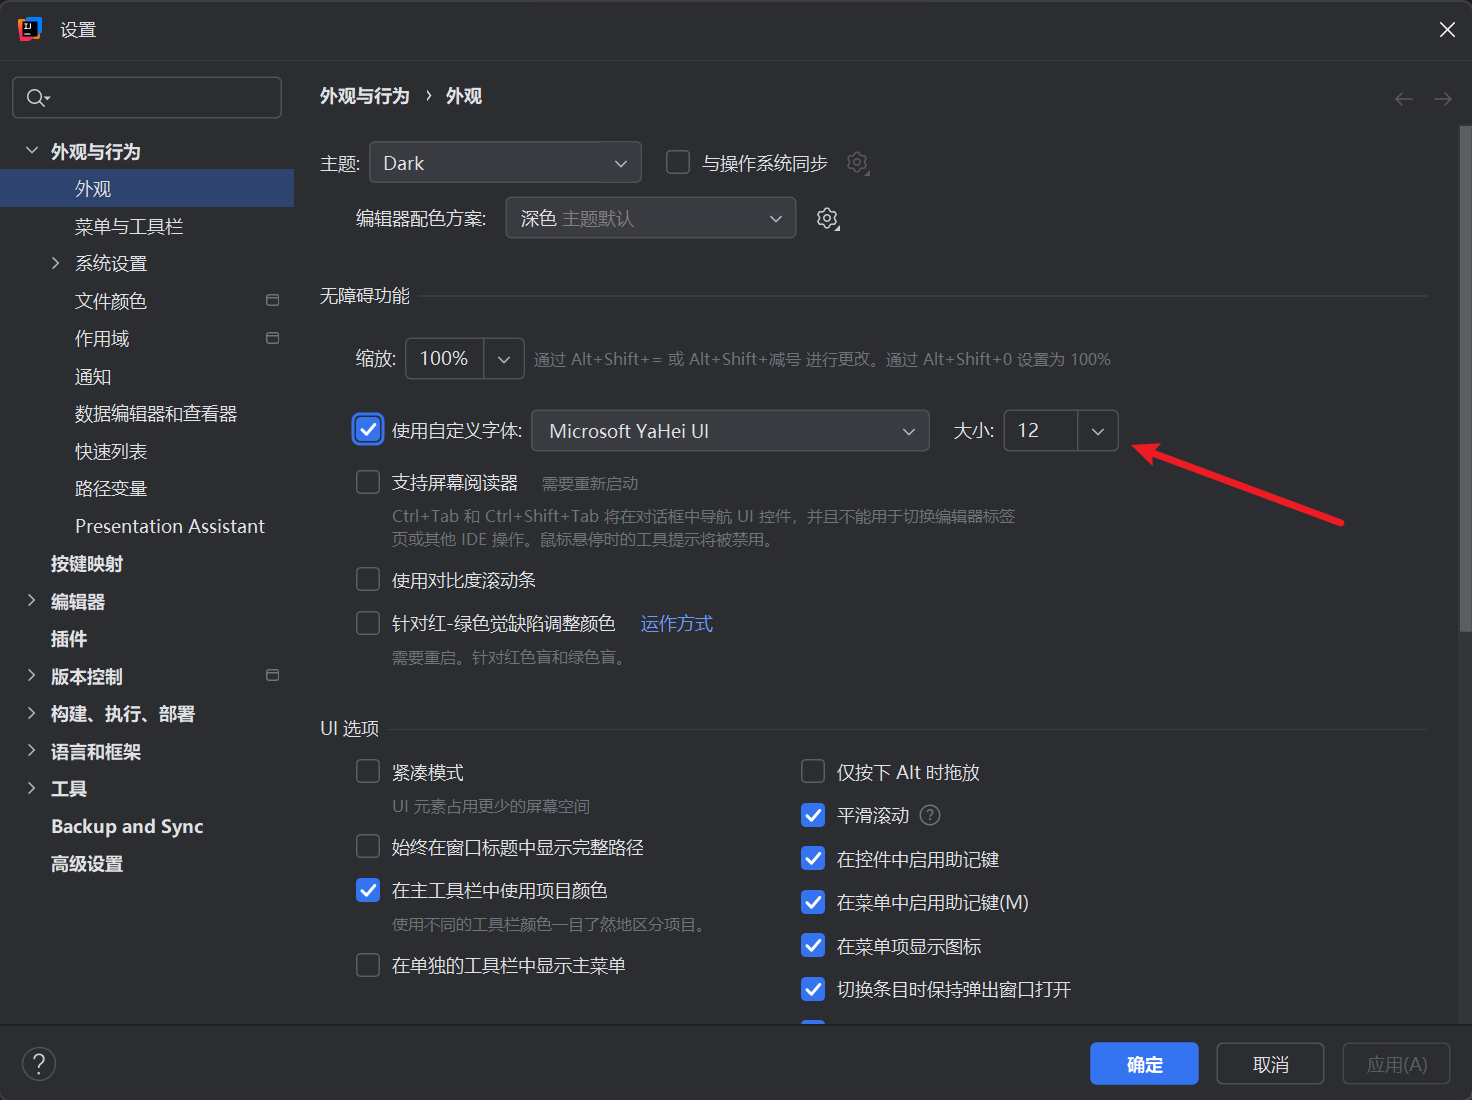 设置
外观与行为 › 外观
外观与行为
外观
菜单与工具栏
系统设置
文件颜色
作用域
通知
数据编辑器和查看器
快速列表
路径变量
Presentation Assistant
按键映射
编辑器
插件
版本控制
构建、执行、部署
语言和框架
工具
Backup and Sync
高级设置
主题: Dark 与操作系统同步
编辑器配色方案: 深色 主题默认
无障碍功能
缩放: 100% 通过 Alt+Shift+= 或 Alt+Shift+减号 进行更改。通过 Alt+Shift+0 设置为 100%
使用自定义字体: Microsoft YaHei UI 大小: 12
支持屏幕阅读器 需要重新启动
Ctrl+Tab 和 Ctrl+Shift+Tab 将在对话框中导航 UI 控件，并且不能用于切换编辑器标签
页或其他 IDE 操作。鼠标悬停时的工具提示将被禁用。
使用对比度滚动条
针对红-绿色觉缺陷调整颜色 运作方式
需要重启。针对红色盲和绿色盲。
UI 选项
紧凑模式
UI 元素占用更少的屏幕空间
始终在窗口标题中显示完整路径
在主工具栏中使用项目颜色
使用不同的工具栏颜色一目了然地区分项目。
在单独的工具栏中显示主菜单
仅按下 Alt 时拖放
平滑滚动 ?
在控件中启用助记键
在菜单中启用助记键(M)
在菜单项显示图标
切换条目时保持弹出窗口打开
?
确定
取消
应用(A)